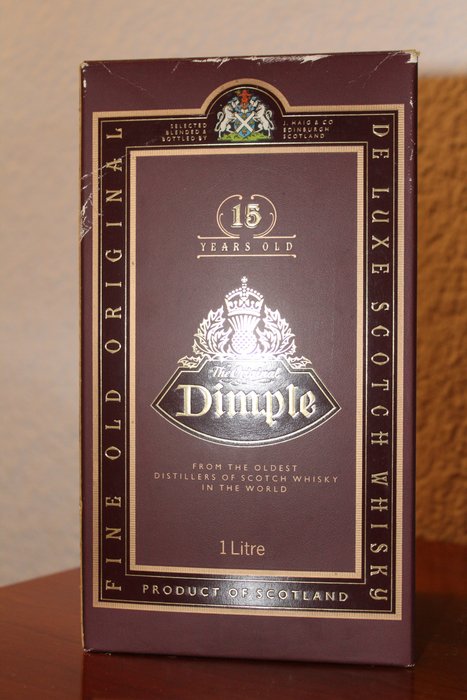 SELECTED
BLENDED &
BOTTLED BY
J. HAIG & CO
EDINBURGH
SCOTLAND
FINE OLD ORIGINAL
DE LUXE SCOTCH WHISKY
15
YEARS OLD
The Original
Dimple
FROM THE OLDEST
DISTILLERS OF SCOTCH WHISKY
IN THE WORLD
1 Litre
PRODUCT OF SCOTLAND